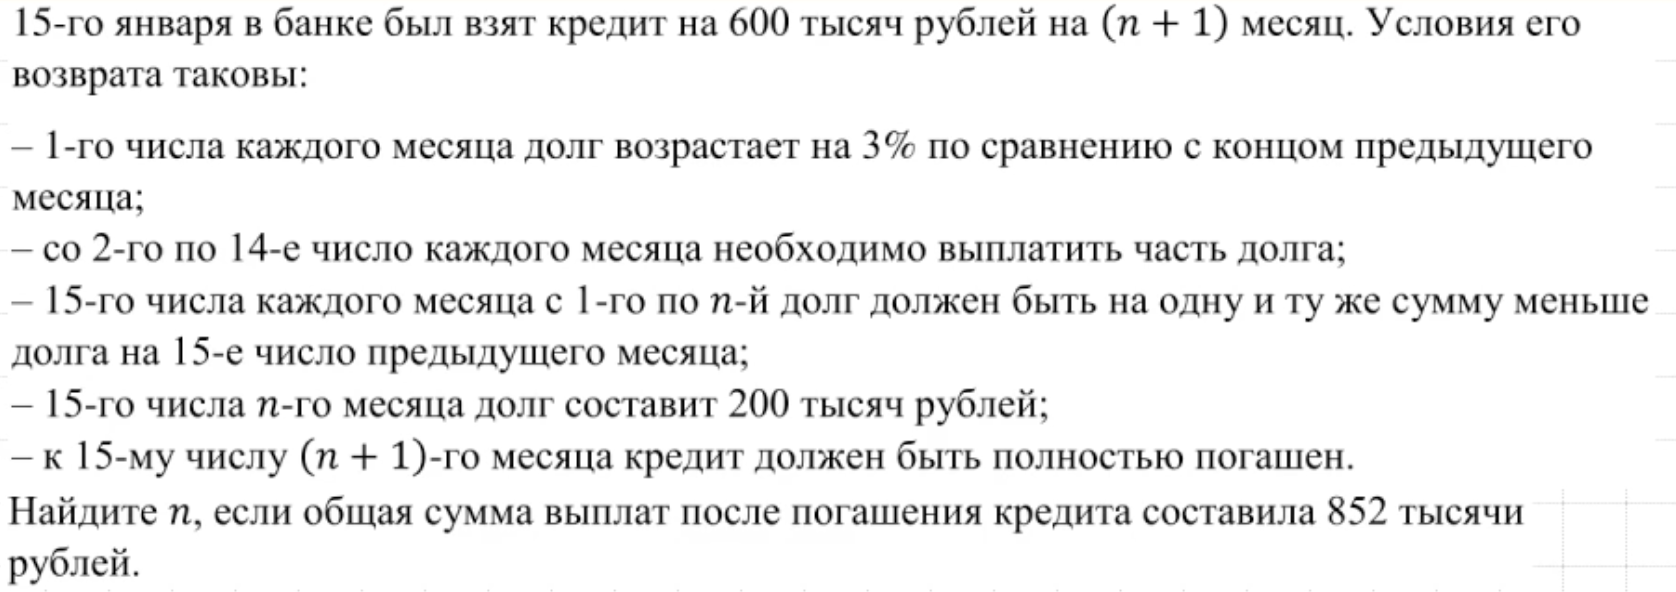 15-го января в банке был взят кредит на 600 тысяч рублей на (n + 1) месяц. Условия его
возврата таковы:
– 1-го числа каждого месяца долг возрастает на 3% по сравнению с концом предыдущего
месяца;
– со 2-го по 14-е число каждого месяца необходимо выплатить часть долга;
– 15-го числа каждого месяца с 1-го по n-й долг должен быть на одну и ту же сумму меньше
долга на 15-е число предыдущего месяца;
– 15-го числа n-го месяца долг составит 200 тысяч рублей;
– к 15-му числу (n + 1)-го месяца кредит должен быть полностью погашен.
Найдите n, если общая сумма выплат после погашения кредита составила 852 тысячи
рублей.